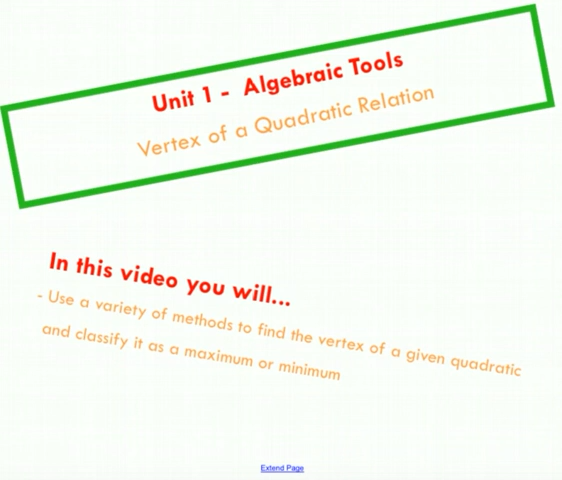 Unit 1 - Algebraic Tools
Vertex of a Quadratic Relation
In this video you will...
- Use a variety of methods to find the vertex of a given quadratic
and classify it as a maximum or minimum
Extend Page